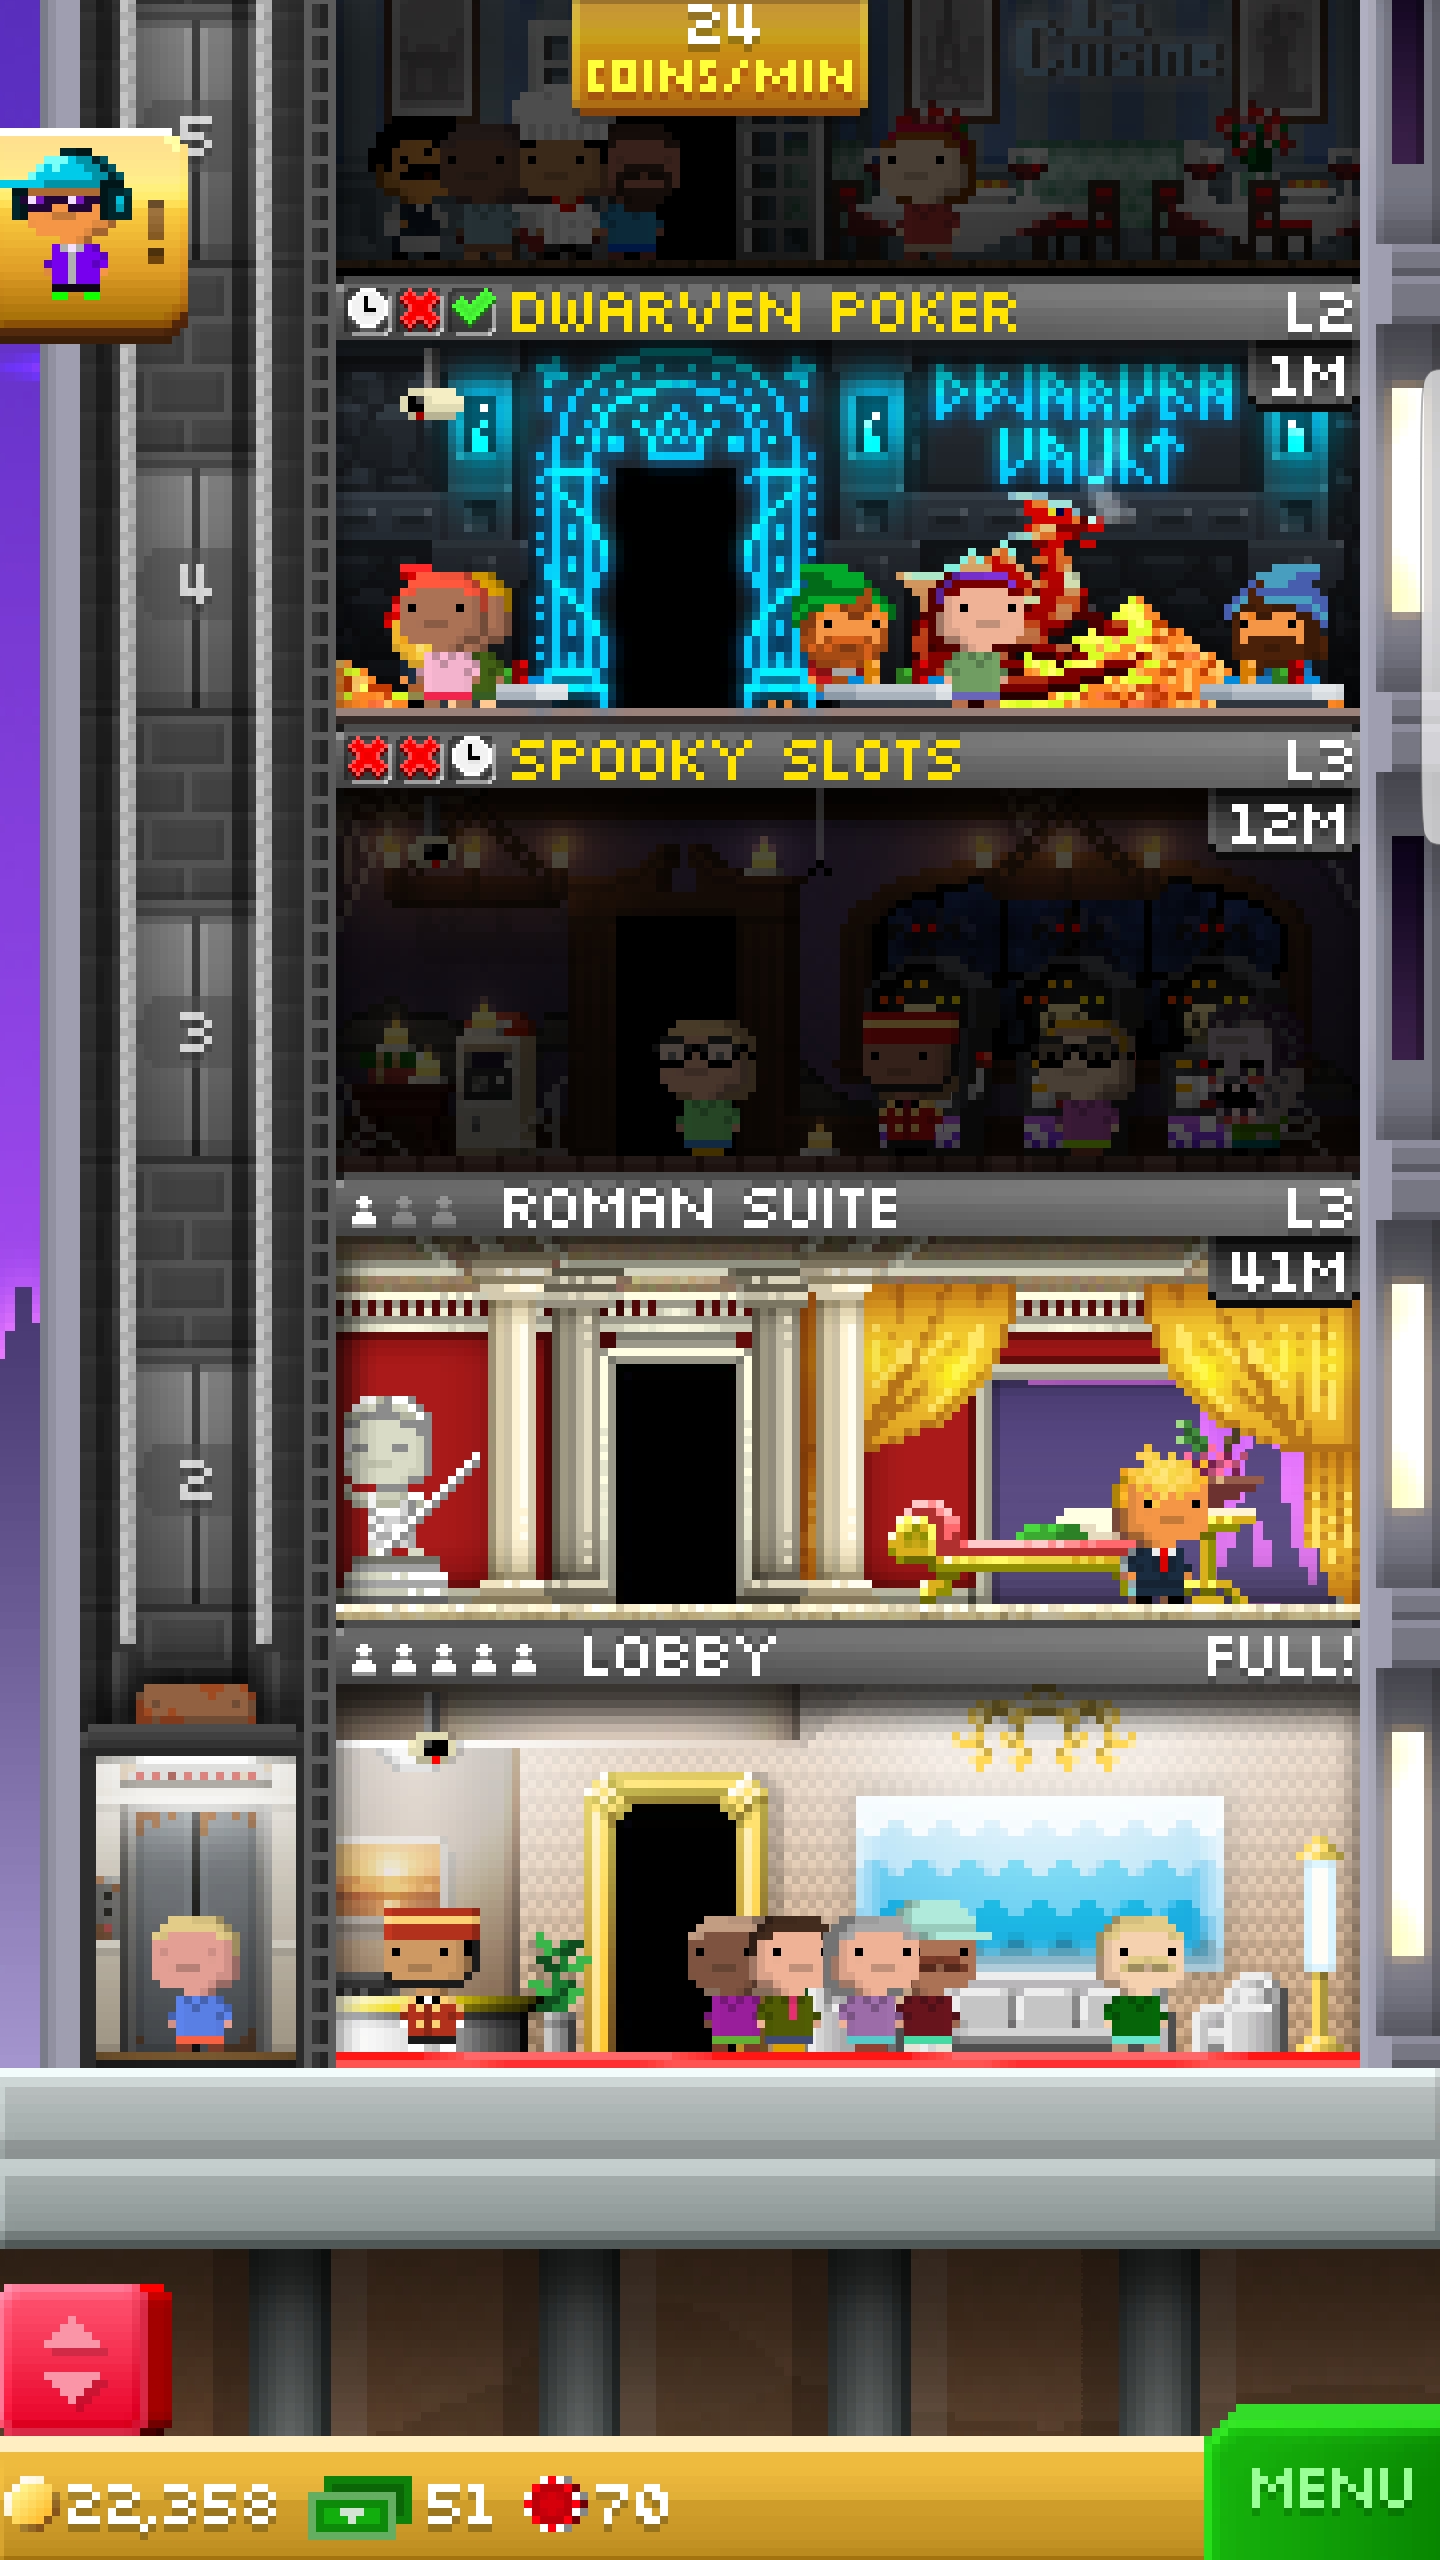 24
COINS/MIN
La
Cuisine
5
DWARVEN POKER L2
1M
DWARVEN
VAULT
4
SPOOKY SLOTS L3
12M
3
ROMAN SUITE L3
41M
2
LOBBY FULL!
22,358 51 70
MENU